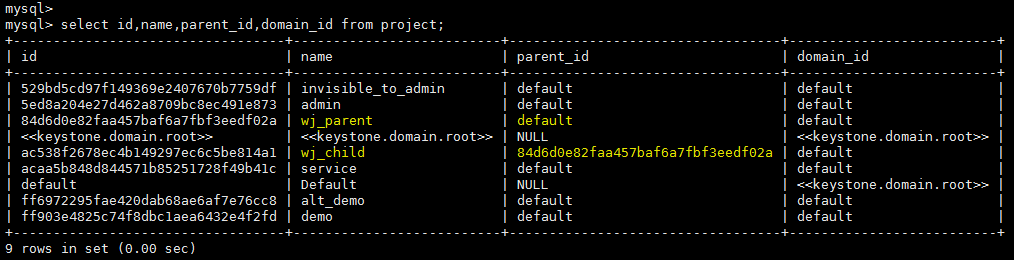 mysql>
mysql> select id,name,parent_id,domain_id from project;
+----------------------------------+--------------------------+----------------------------------+--------------------------+
| id                               | name                     | parent_id                        | domain_id                |
+----------------------------------+--------------------------+----------------------------------+--------------------------+
| 529bd5cd97f149369e2407670b7759df | invisible_to_admin       | default                          | default                  |
| 5ed8a204e27d462a8709bc8ec491e873 | admin                    | default                          | default                  |
| 84d6d0e82faa457baf6a7fbf3eedf02a | wj_parent                | default                          | default                  |
| <<keystone.domain.root>>         | <<keystone.domain.root>> | NULL                             | <<keystone.domain.root>> |
| ac538f2678ec4b149297ec6c5be814a1 | wj_child                 | 84d6d0e82faa457baf6a7fbf3eedf02a | default                  |
| acaa5b848d844571b85251728f49b41c | service                  | default                          | default                  |
| default                          | Default                  | NULL                             | <<keystone.domain.root>> |
| ff6972295fae420dab68ae6af7e76cc8 | alt_demo                 | default                          | default                  |
| ff903e4825c74f8dbc1aea6432e4f2fd | demo                     | default                          | default                  |
+----------------------------------+--------------------------+----------------------------------+--------------------------+
9 rows in set (0.00 sec)